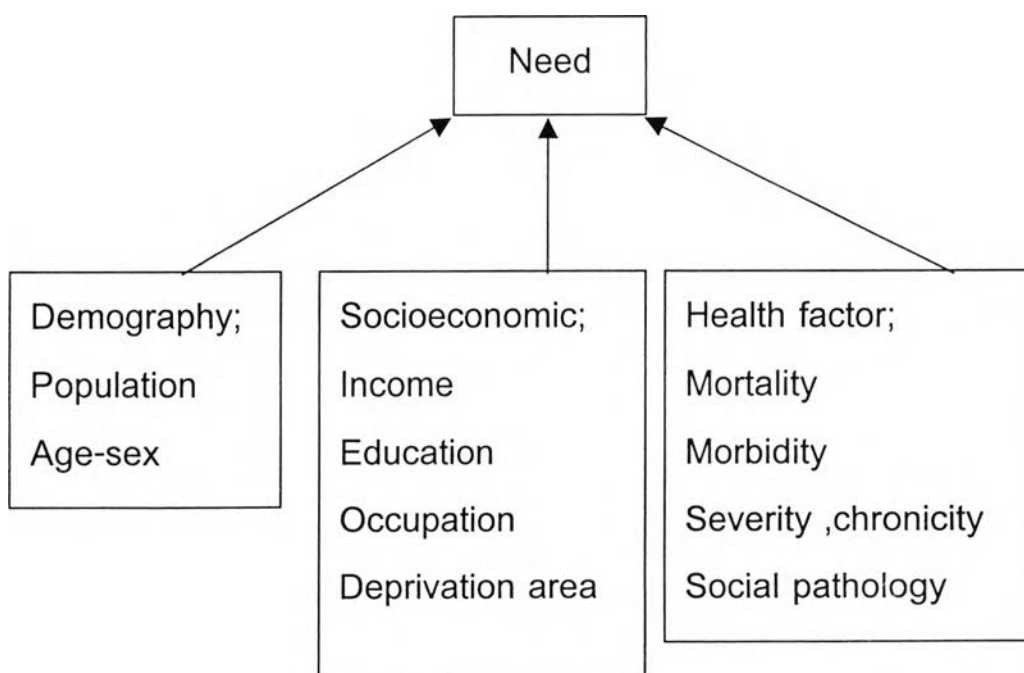 Need
Demography;
Population
Age-sex
Socioeconomic;
Income
Education
Occupation
Deprivation area
Health factor;
Mortality
Morbidity
Severity ,chronicity
Social pathology